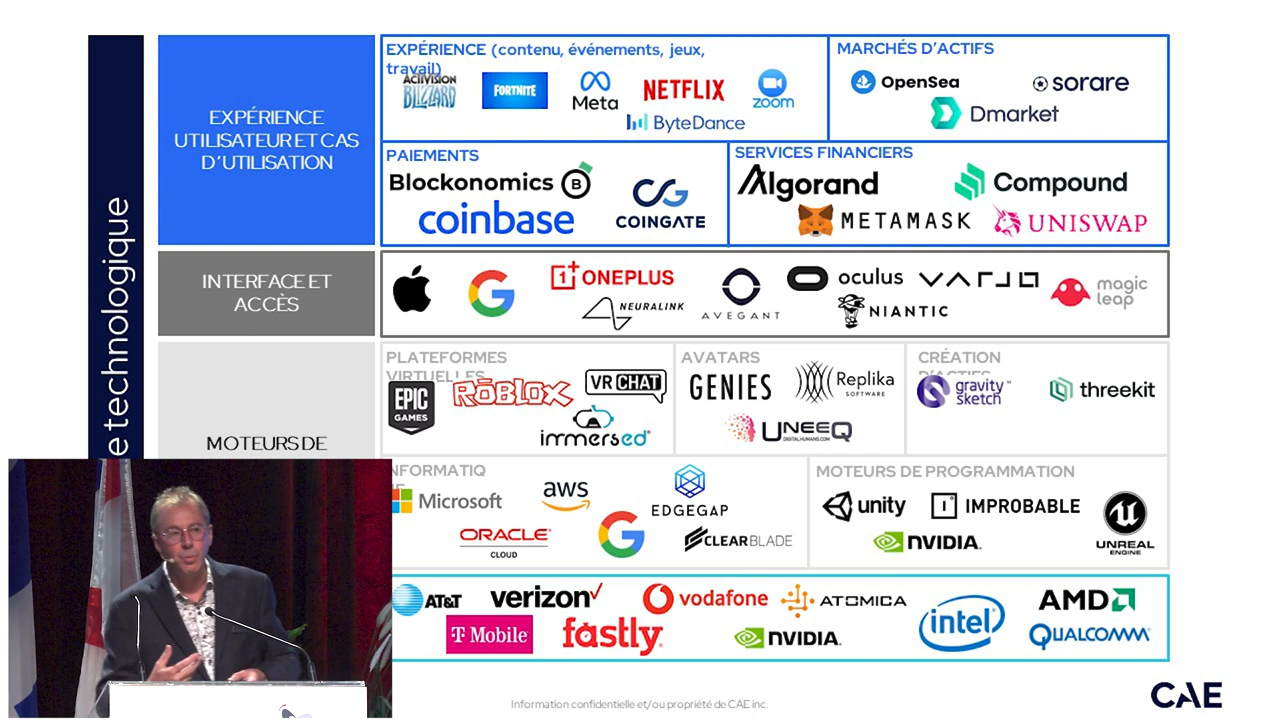 e technologique
EXPÉRIENCE
UTILISATEUR ET CAS
D'UTILISATION
EXPÉRIENCE (contenu, événements, jeux,
travail)
ACTIVISION
BLIZZARD
FORTNITE
Meta
NETFLIX
zoom
ByteDance
MARCHÉS D'ACTIFS
OpenSea
sorare
Dmarket
PAIEMENTS
Blockonomics B
coinbase
COINGATE
SERVICES FINANCIERS
Algorand
Compound
METAMASK
UNISWAP
INTERFACE ET
ACCÈS
G
1+ ONEPLUS
NEURALINK
AVEGANT
oculus
VARJO
NIANTIC
magic
leap
MOTEURS DE
PLATEFORMES
VIRTUELLES
EPIC
GAMES
ROBLOX
VRCHAT
immersed
AVATARS
GENIES
Replika
SOFTWARE
UNEEQ
DIGITALHUMANS.COM
CRÉATION
D'ACTIFS
gravity
sketch™
threekit
NFORMATIQ
Microsoft
aws
EDGEGAP
ORACLE
CLOUD
G
CLEARBLADE
MOTEURS DE PROGRAMMATION
unity
I IMPROBABLE
NVIDIA.
UNREAL
ENGINE
AT&T
verizon✓
vodafone
ATOMICA
T Mobile
fastly
NVIDIA.
intel
AMD
QUALCOMM
Information confidentielle et/ou propriété de CAE inc.
CAE